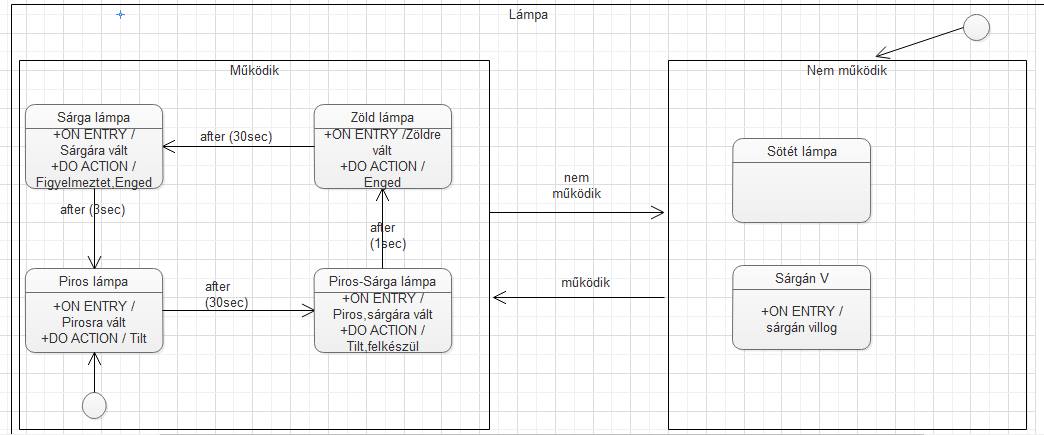 Lámpa
Működik
Sárga lámpa
+ON ENTRY /
Sárgára vált
+DO ACTION /
Figyelmeztet,Enged
after (30sec)
Zöld lámpa
+ON ENTRY /Zöldre
vált
+DO ACTION /
Enged
after (3sec)
after
(1sec)
Piros lámpa
+ON ENTRY /
Pirosra vált
+DO ACTION / Tilt
after
(30sec)
Piros-Sárga lámpa
+ON ENTRY /
Piros,sárgára vált
+DO ACTION /
Tilt,felkészül
nem
működik
működik
Nem működik
Sötét lámpa
Sárgán V
+ON ENTRY /
sárgán villog